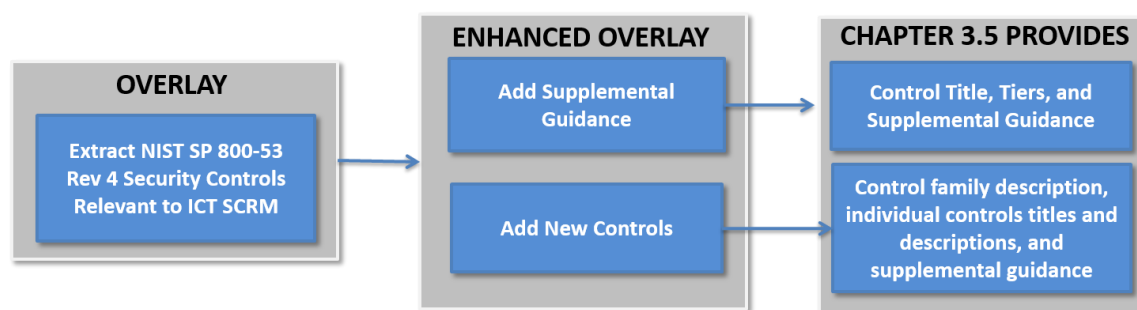 OVERLAY
Extract NIST SP 800-53
Rev 4 Security Controls
Relevant to ICT SCRM
ENHANCED OVERLAY
Add Supplemental
Guidance
Add New Controls
CHAPTER 3.5 PROVIDES
Control Title, Tiers, and
Supplemental Guidance
Control family description,
individual controls titles and
descriptions, and
supplemental guidance